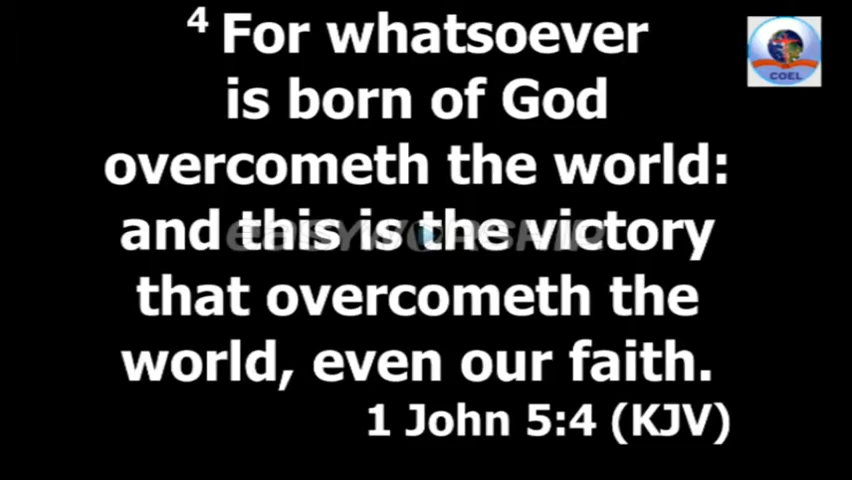 ⁴ For whatsoever
is born of God
overcometh the world:
and this is the victory
that overcometh the
world, even our faith.
1 John 5:4 (KJV)
COEL
easyworship